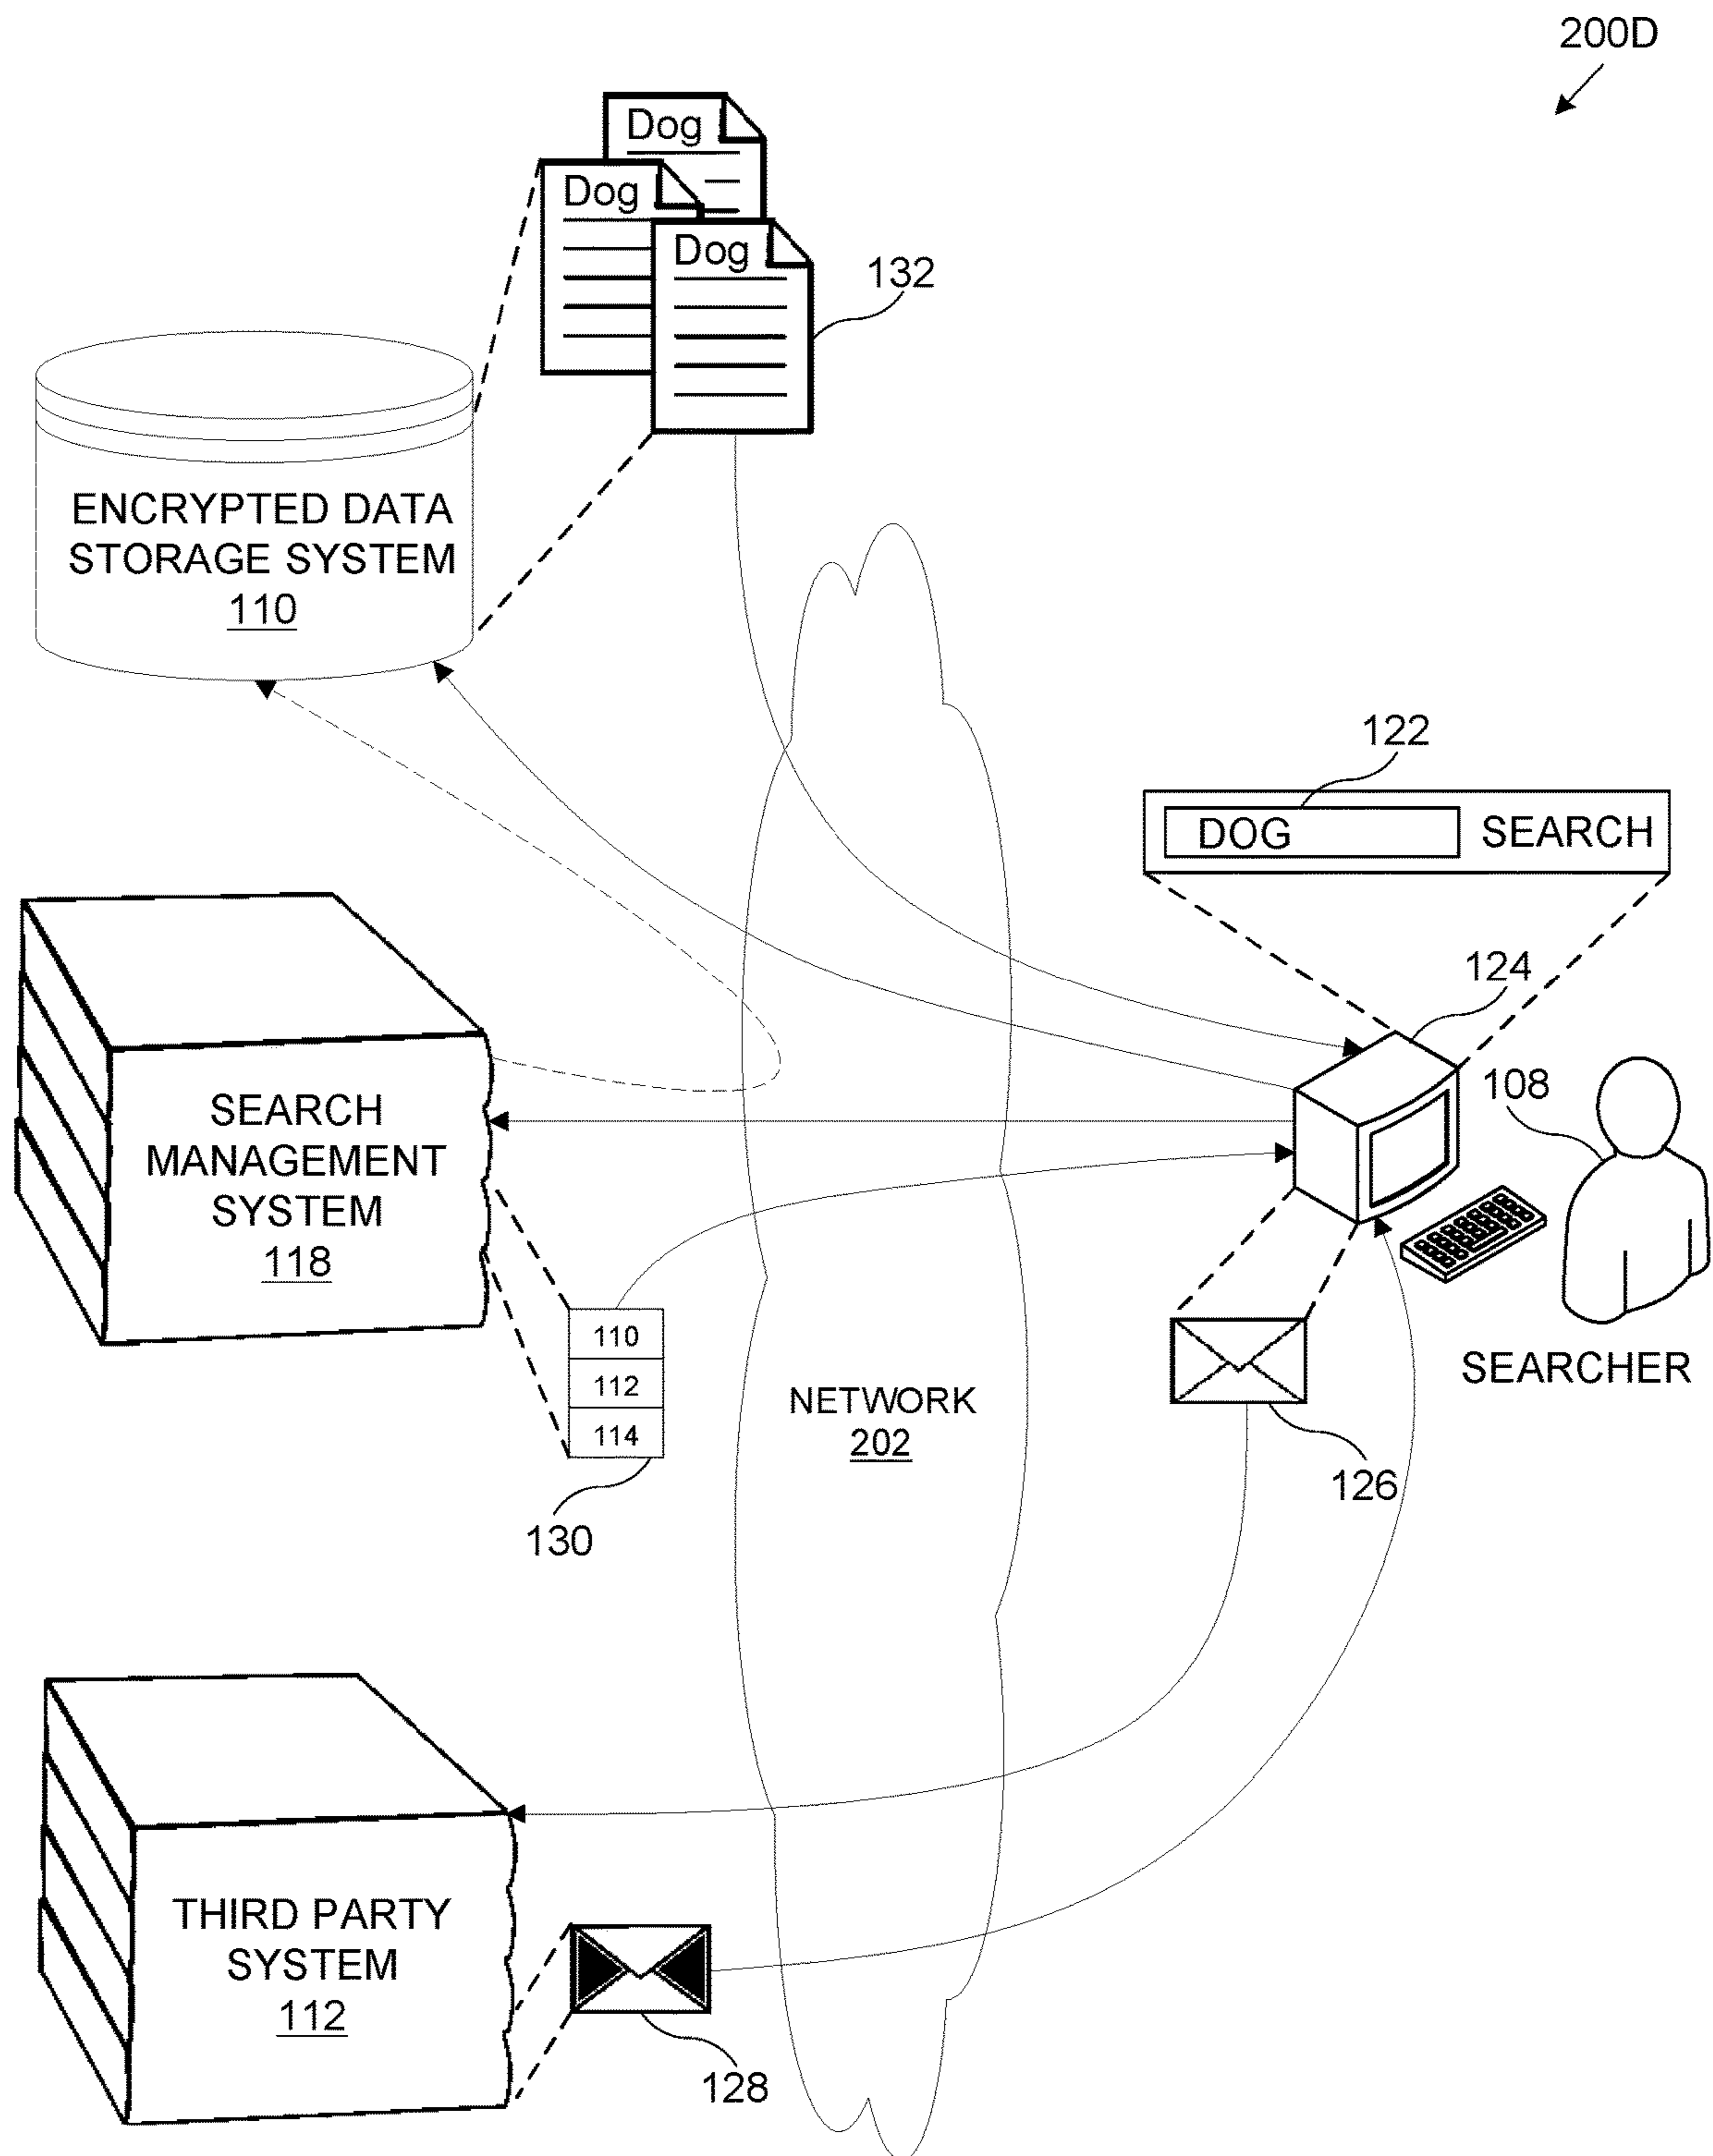 200D
Dog
Dog
Dog
132
ENCRYPTED DATA
STORAGE SYSTEM
110
122
DOG SEARCH
124
108
SEARCH
MANAGEMENT
SYSTEM
118
110
112
114
130
NETWORK
202
SEARCHER
126
THIRD PARTY
SYSTEM
112
128